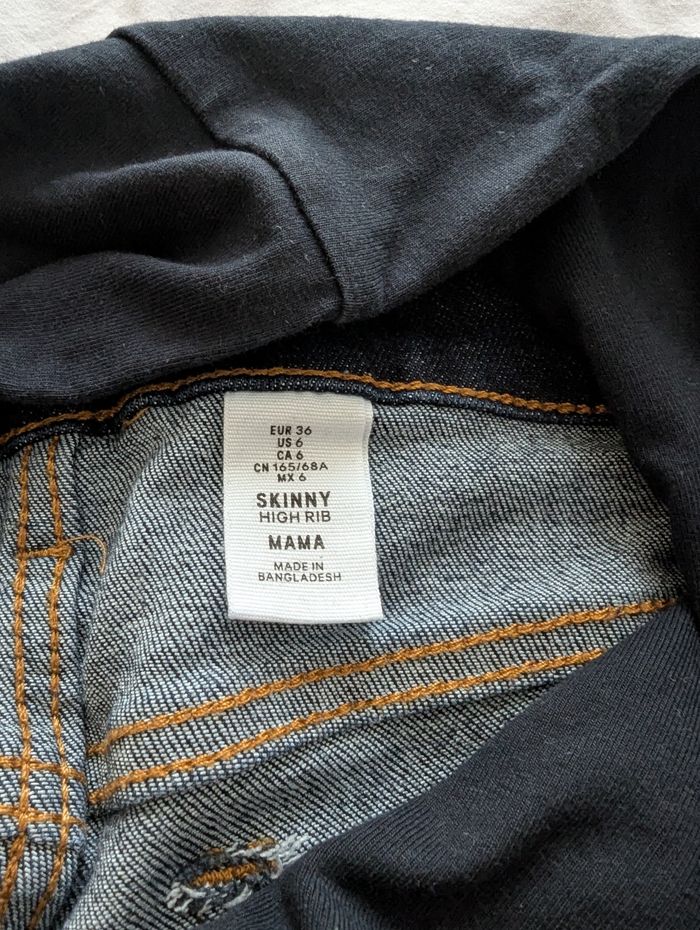 EUR 36
US 6
CA 6
CN 165/68A
MX 6
SKINNY
HIGH RIB
MAMA
MADE IN
BANGLADESH